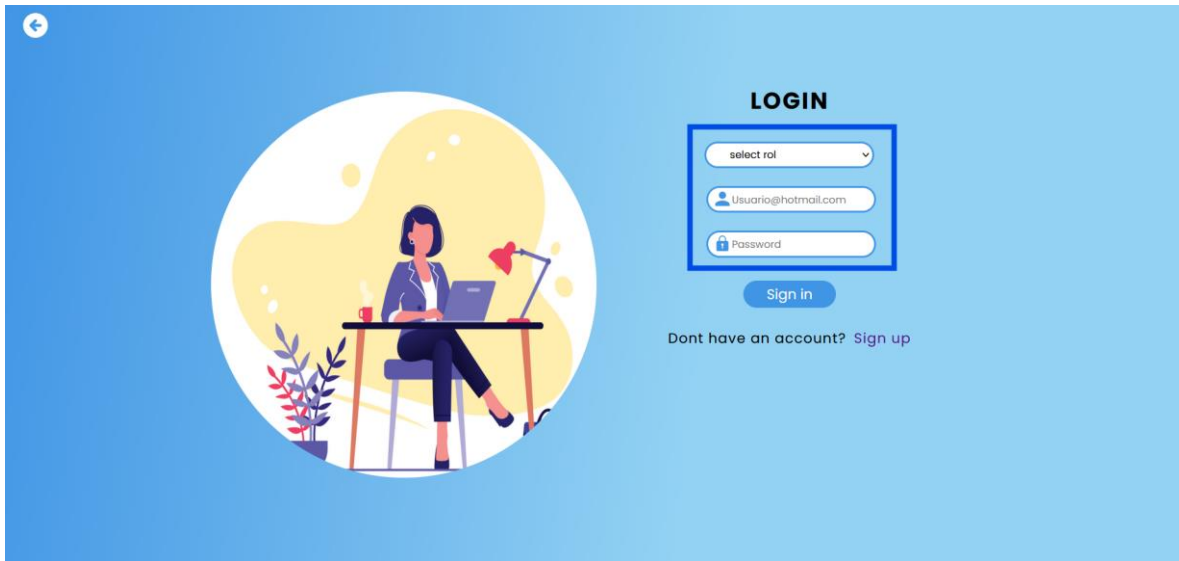 LOGIN
select rol
Usuario@hotmail.com
Password
Sign in
Dont have an account? Sign up